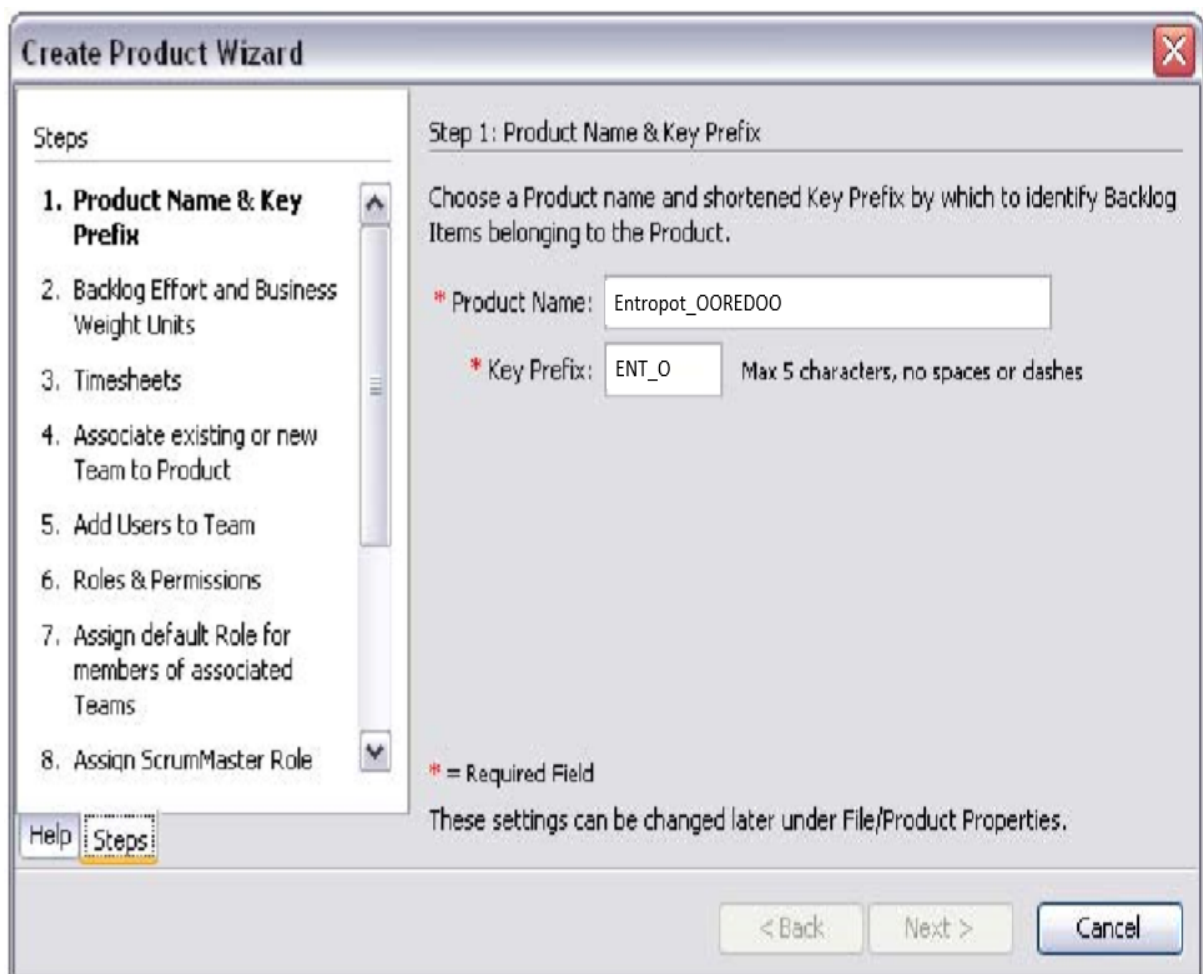 Create Product Wizard
Steps
1. Product Name & Key
Prefix
2. Backlog Effort and Business
Weight Units
3. Timesheets
4. Associate existing or new
Team to Product
5. Add Users to Team
6. Roles & Permissions
7. Assign default Role for
members of associated
Teams
8. Assign ScrumMaster Role
Help Steps
Step 1: Product Name & Key Prefix
Choose a Product name and shortened Key Prefix by which to identify Backlog
Items belonging to the Product.
* Product Name: Entropot_OOREDOO
* Key Prefix: ENT_O Max 5 characters, no spaces or dashes
* = Required Field
These settings can be changed later under File/Product Properties.
< Back Next > Cancel